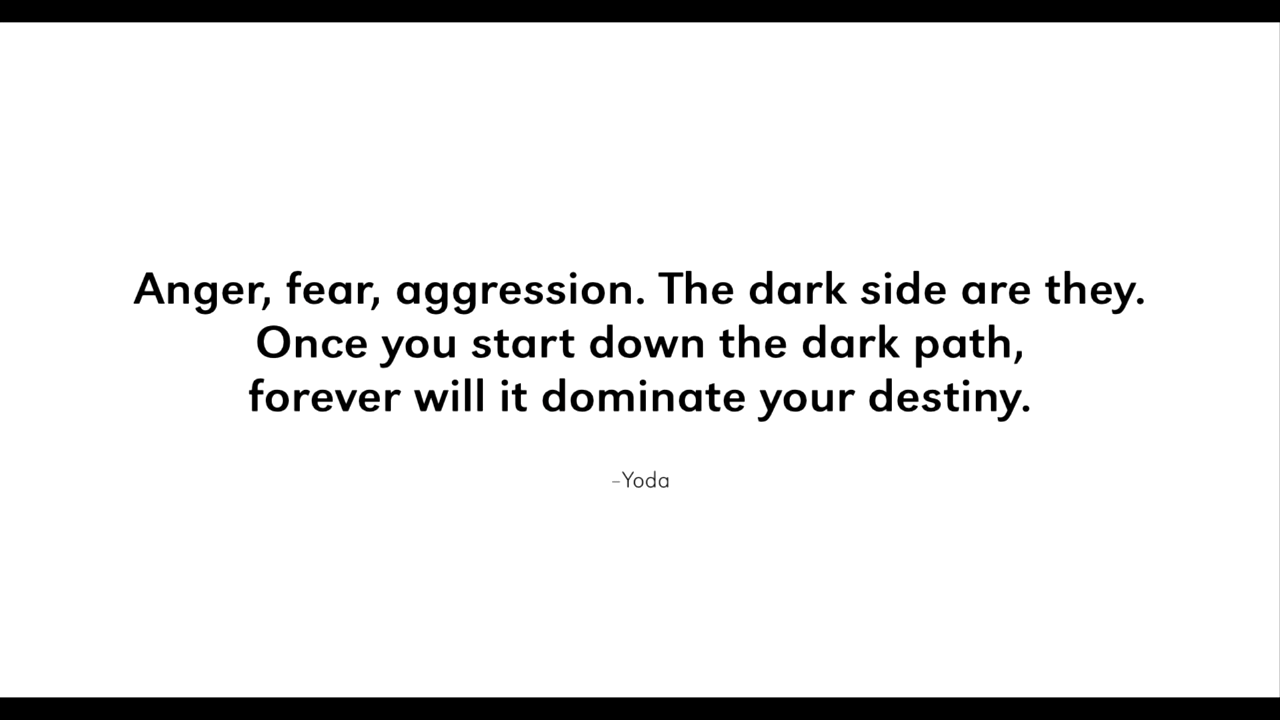 Anger, fear, aggression. The dark side are they.
Once you start down the dark path,
forever will it dominate your destiny.
–Yoda